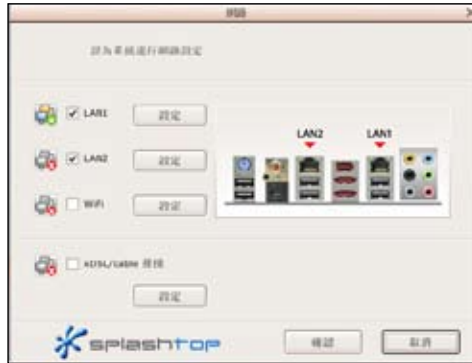 網路
請為系統進行網路設定
LAN1
設定
LAN2
設定
WiFi
設定
LAN2
LAN1
xDSL/cable 撥接
設定
splashtop
確認
取消